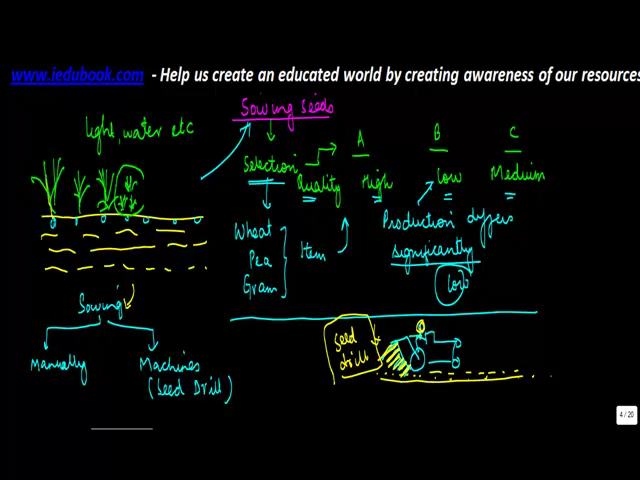 www.iedubook.com - Help us create an educated world by creating awareness of our resources
Sowing seeds
light, water etc
A B C
Selection
Quality High Low Medium
Production differs
significantly
low
Wheat
Pea
Gram
Item
Sowing
Manually
Machines
(Seed Drill)
seed
drill
4 / 20